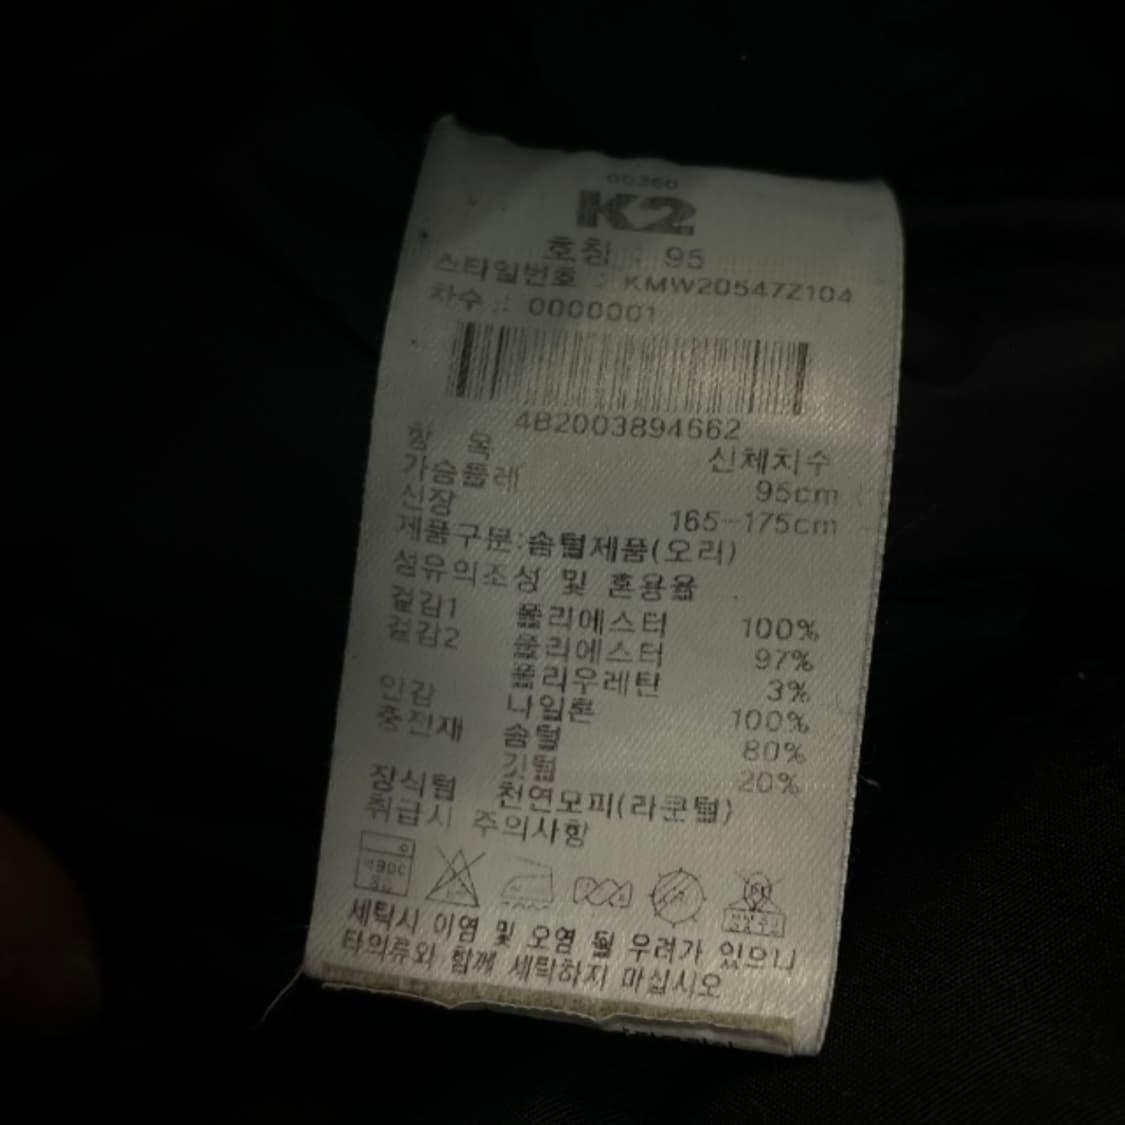 00360
K2
호칭 : 95
스타일번호 : KMW20547Z104
차수 : 0000001
4B2003894662
항 목 신체치수
가슴둘레 95cm
신장 165-175cm
제품구분:솜털제품(오리)
섬유의조성 및 혼용율
겉감1 폴리에스터 100%
겉감2 폴리에스터 97%
폴리우레탄 3%
안감 나일론 100%
충전재 솜털 80%
깃털 20%
장식털 천연모피(라쿤털)
취급시 주의사항
세탁시 이염 및 오염 될 우려가 있으니
타의류와 함께 세탁하지 마십시오